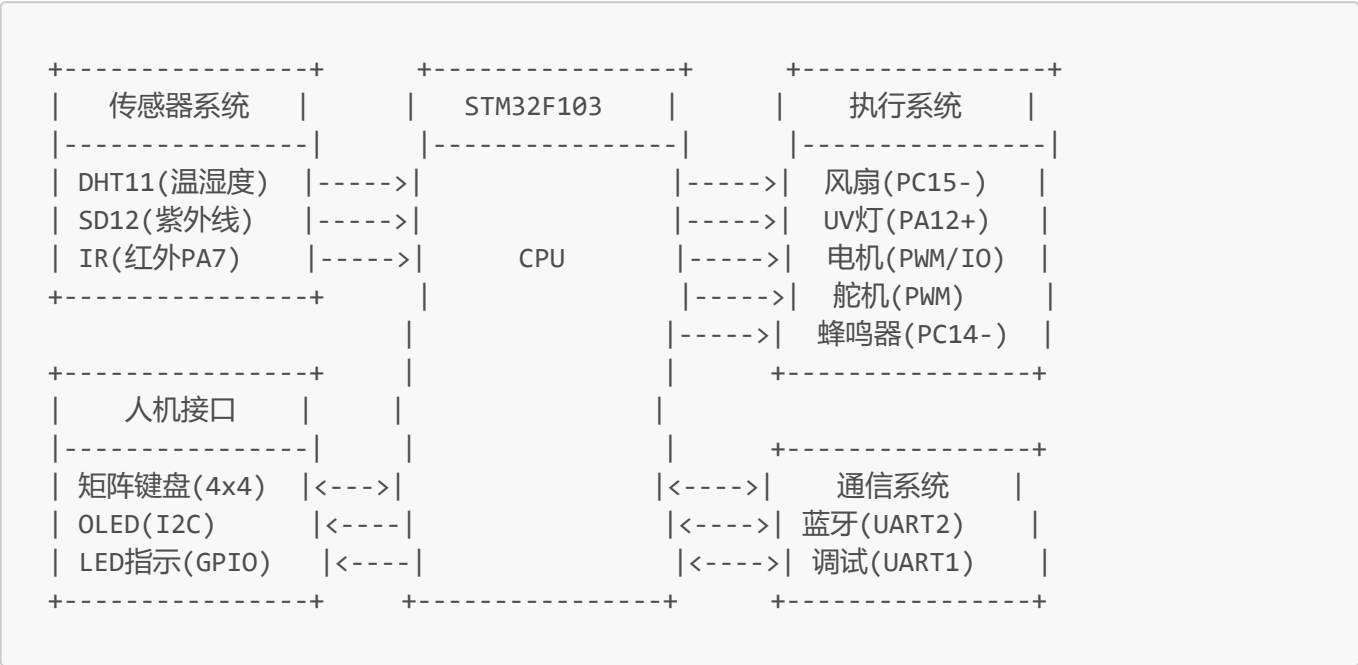 +----------------+      +----------------+      +----------------+
|   传感器系统   |      |   STM32F103    |      |    执行系统    |
|----------------|      |----------------|      |----------------|
| DHT11(温湿度)  |----->|                |----->|  风扇(PC15-)   |
| SD12(紫外线)   |----->|                |----->|  UV灯(PA12+)   |
| IR(红外PA7)    |----->|      CPU       |----->|  电机(PWM/IO)  |
+----------------+      |                |----->|  舵机(PWM)     |
                        |                |----->|  蜂鸣器(PC14-) |
+----------------+      |                |      +----------------+
|    人机接口    |      |                |
|----------------|      |                |      +----------------+
| 矩阵键盘(4x4)  |<--->|                |<---->|    通信系统    |
| OLED(I2C)      |<----|                |<---->| 蓝牙(UART2)    |
| LED指示(GPIO)  |<----|                |<---->| 调试(UART1)    |
+----------------+     +----------------+      +----------------+